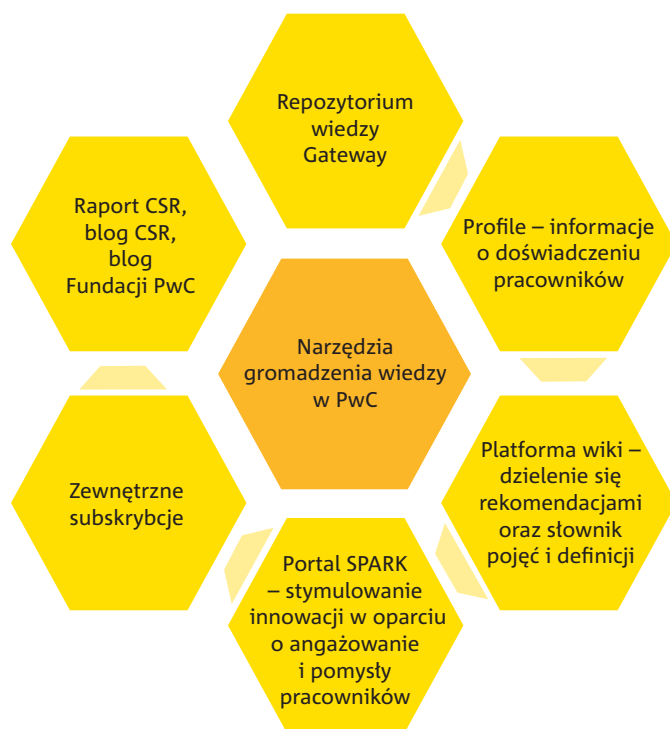 Repozytorium
wiedzy
Gateway
Profile – informacje
o doświadczeniu
pracowników
Platforma wiki –
dzielenie się
rekomendacjami
oraz słownik
pojęć i definicji
Portal SPARK
– stymulowanie
innowacji w oparciu
o angażowanie
i pomysły
pracowników
Zewnętrzne
subskrybcje
Raport CSR,
blog CSR,
blog
Fundacji PwC
Narzędzia
gromadzenia wiedzy
w PwC